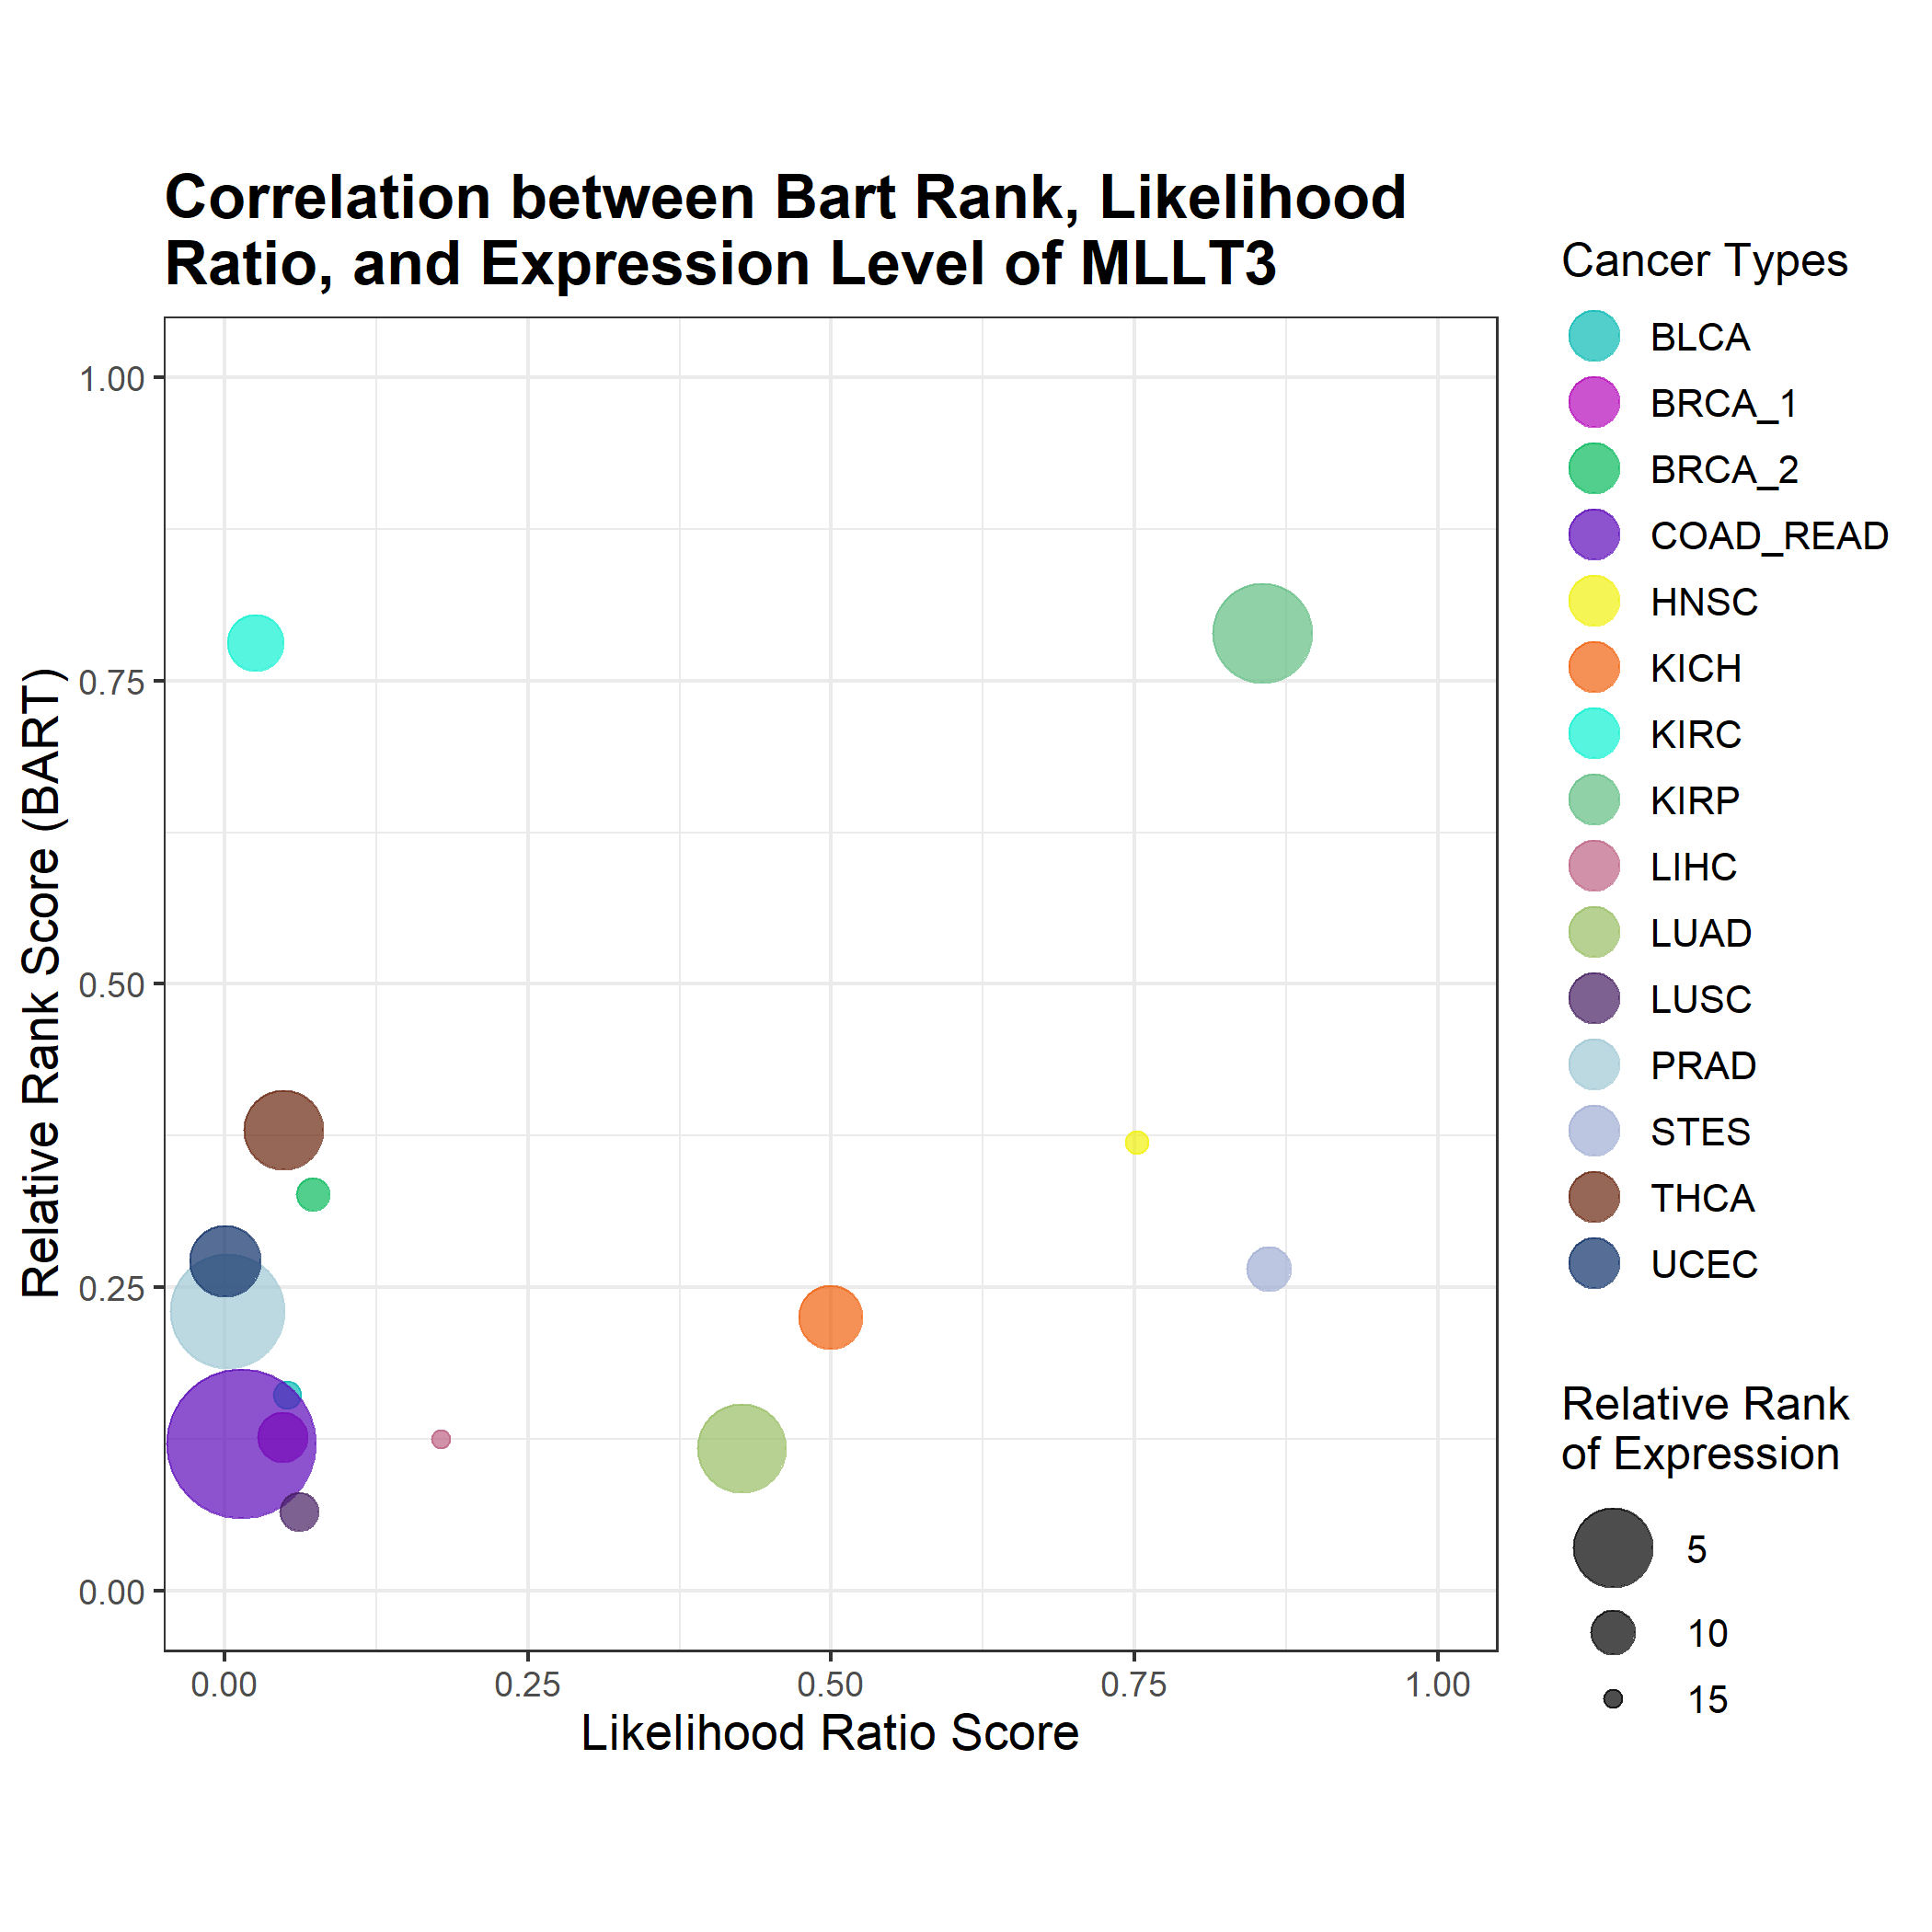 Correlation between Bart Rank, Likelihood
Ratio, and Expression Level of MLLT3
Relative Rank Score (BART)
1.00
0.75
0.50
0.25
0.00
0.00
0.25
0.50
0.75
1.00
Likelihood Ratio Score
Cancer Types
BLCA
BRCA_1
BRCA_2
COAD_READ
HNSC
KICH
KIRC
KIRP
LIHC
LUAD
LUSC
PRAD
STES
THCA
UCEC
Relative Rank
of Expression
5
10
15